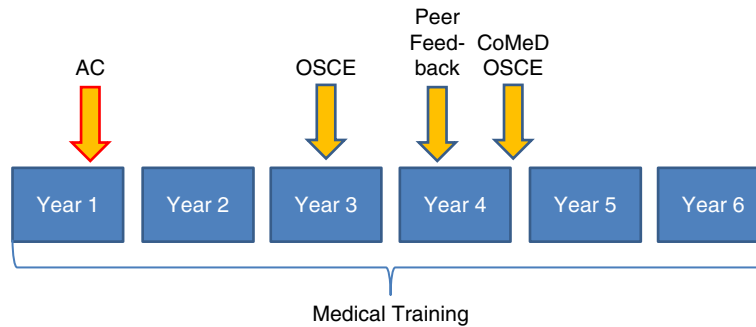 AC
OSCE
Peer
Feed-
back
CoMeD
OSCE
Year 1
Year 2
Year 3
Year 4
Year 5
Year 6
Medical Training